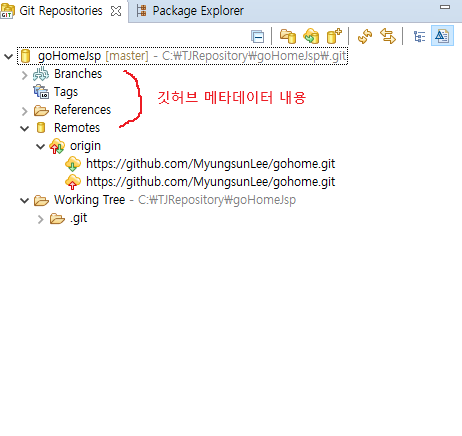 GIT Git Repositories Package Explorer
goHomeJsp [master] - C:₩TJRepository₩goHomeJsp₩.git
Branches
Tags
References
깃허브 메타데이터 내용
Remotes
origin
https://github.com/MyungsunLee/gohome.git
https://github.com/MyungsunLee/gohome.git
Working Tree - C:₩TJRepository₩goHomeJsp
.git